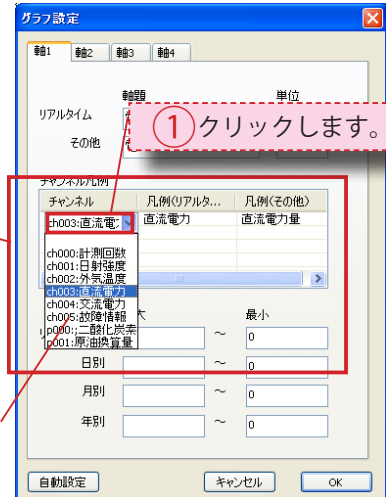 グラフ設定
軸1 軸2 軸3 軸4
軸題 単位
リアルタイム
①クリックします。
その他
チャンネル凡例
チャンネル 凡例(リアルタ... 凡例(その他)
ch003:直流電 直流電力 直流電力量
ch000:計測回数
ch001:日射強度
ch002:外気温度
ch003:直流電力
ch004:交流電力
ch005:故障情報
p000:;二酸化炭素
p001:原油換算量
大 最小
～ 0
日別 ～ 0
月別 ～ 0
年別 ～ 0
自動設定 キャンセル OK